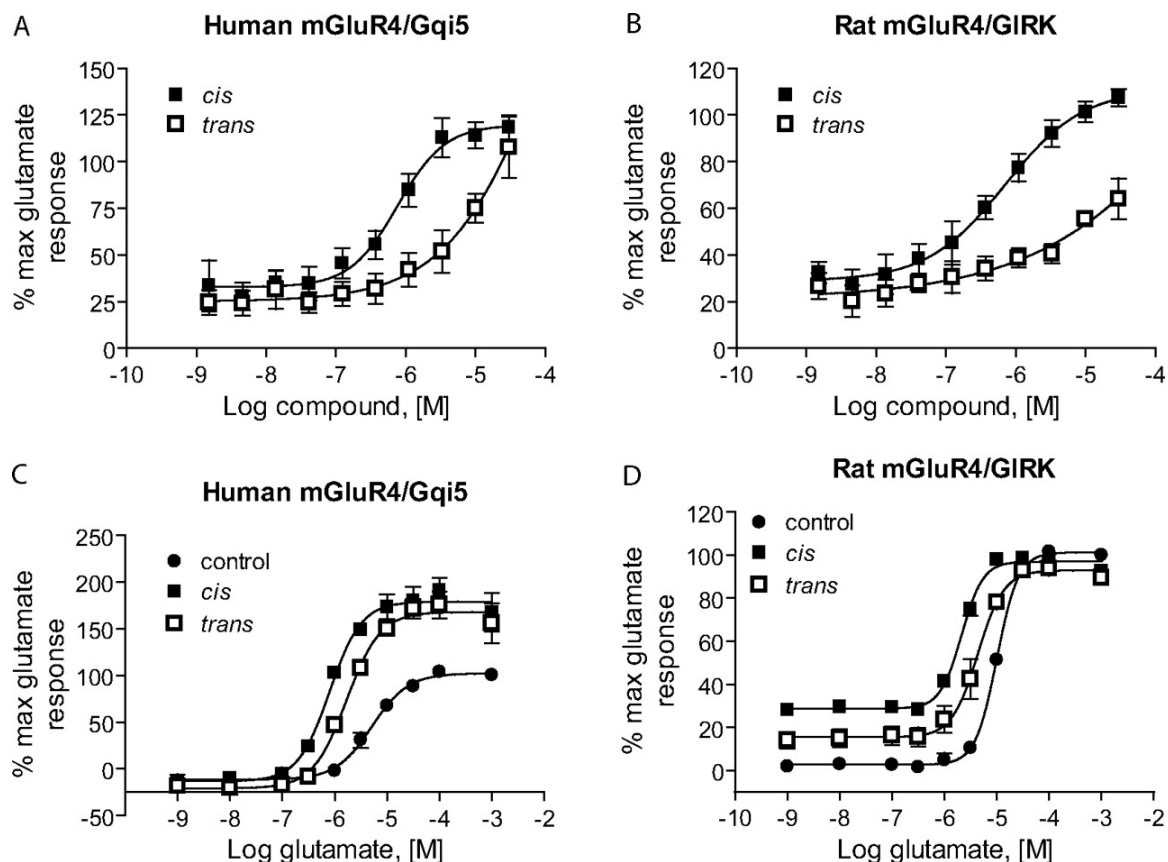 A
Human mGluR4/Gqi5
150
125
100
75
50
25
0
% max glutamate
response
cis
trans
-10 -9 -8 -7 -6 -5 -4
Log compound, [M]
B
Rat mGluR4/GIRK
120
100
80
60
40
20
0
% max glutamate
response
cis
trans
-10 -9 -8 -7 -6 -5 -4
Log compound, [M]
C
Human mGluR4/Gqi5
250
200
150
100
50
0
-50
% max glutamate
response
control
cis
trans
-9 -8 -7 -6 -5 -4 -3 -2
Log glutamate, [M]
D
Rat mGluR4/GIRK
120
100
80
60
40
20
0
% max glutamate
response
control
cis
trans
-9 -8 -7 -6 -5 -4 -3 -2
Log glutamate, [M]